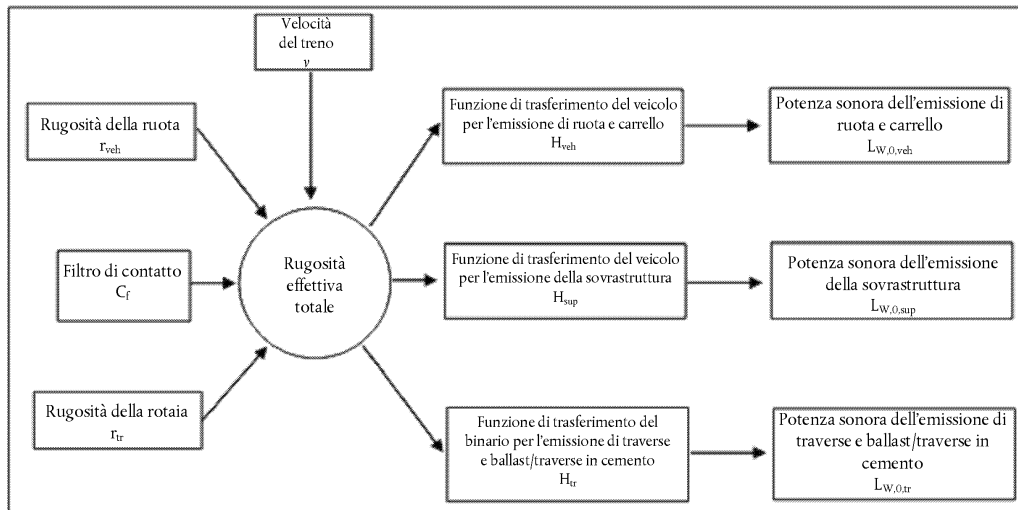 Velocità
del treno
v
Rugosità della ruota
r_veh
Filtro di contatto
C_f
Rugosità della rotaia
r_tr
Rugosità
effettiva
totale
Funzione di trasferimento del veicolo
per l'emissione di ruota e carrello
H_veh
Funzione di trasferimento del veicolo
per l'emissione della sovrastruttura
H_sup
Funzione di trasferimento del
binario per l'emissione di traverse
e ballast/traverse in cemento
H_tr
Potenza sonora dell'emissione di
ruota e carrello
L_W,0,veh
Potenza sonora dell'emissione
della sovrastruttura
L_W,0,sup
Potenza sonora dell'emissione di
traverse e ballast/traverse in
cemento
L_W,0,tr